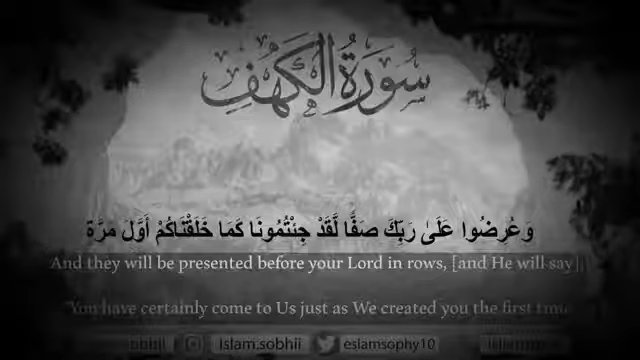 سُورَةُ الكَهْفِ
وَعُرِضُوا عَلَىٰ رَبِّكَ صَفًّا لَّقَدْ جِئْتُمُونَا كَمَا خَلَقْنَاكُمْ أَوَّلَ مَرَّةٍ
And they will be presented before your Lord in rows, [and He will say],
"You have certainly come to Us just as We created you the first time
Islam.sobhii eslamsophy10